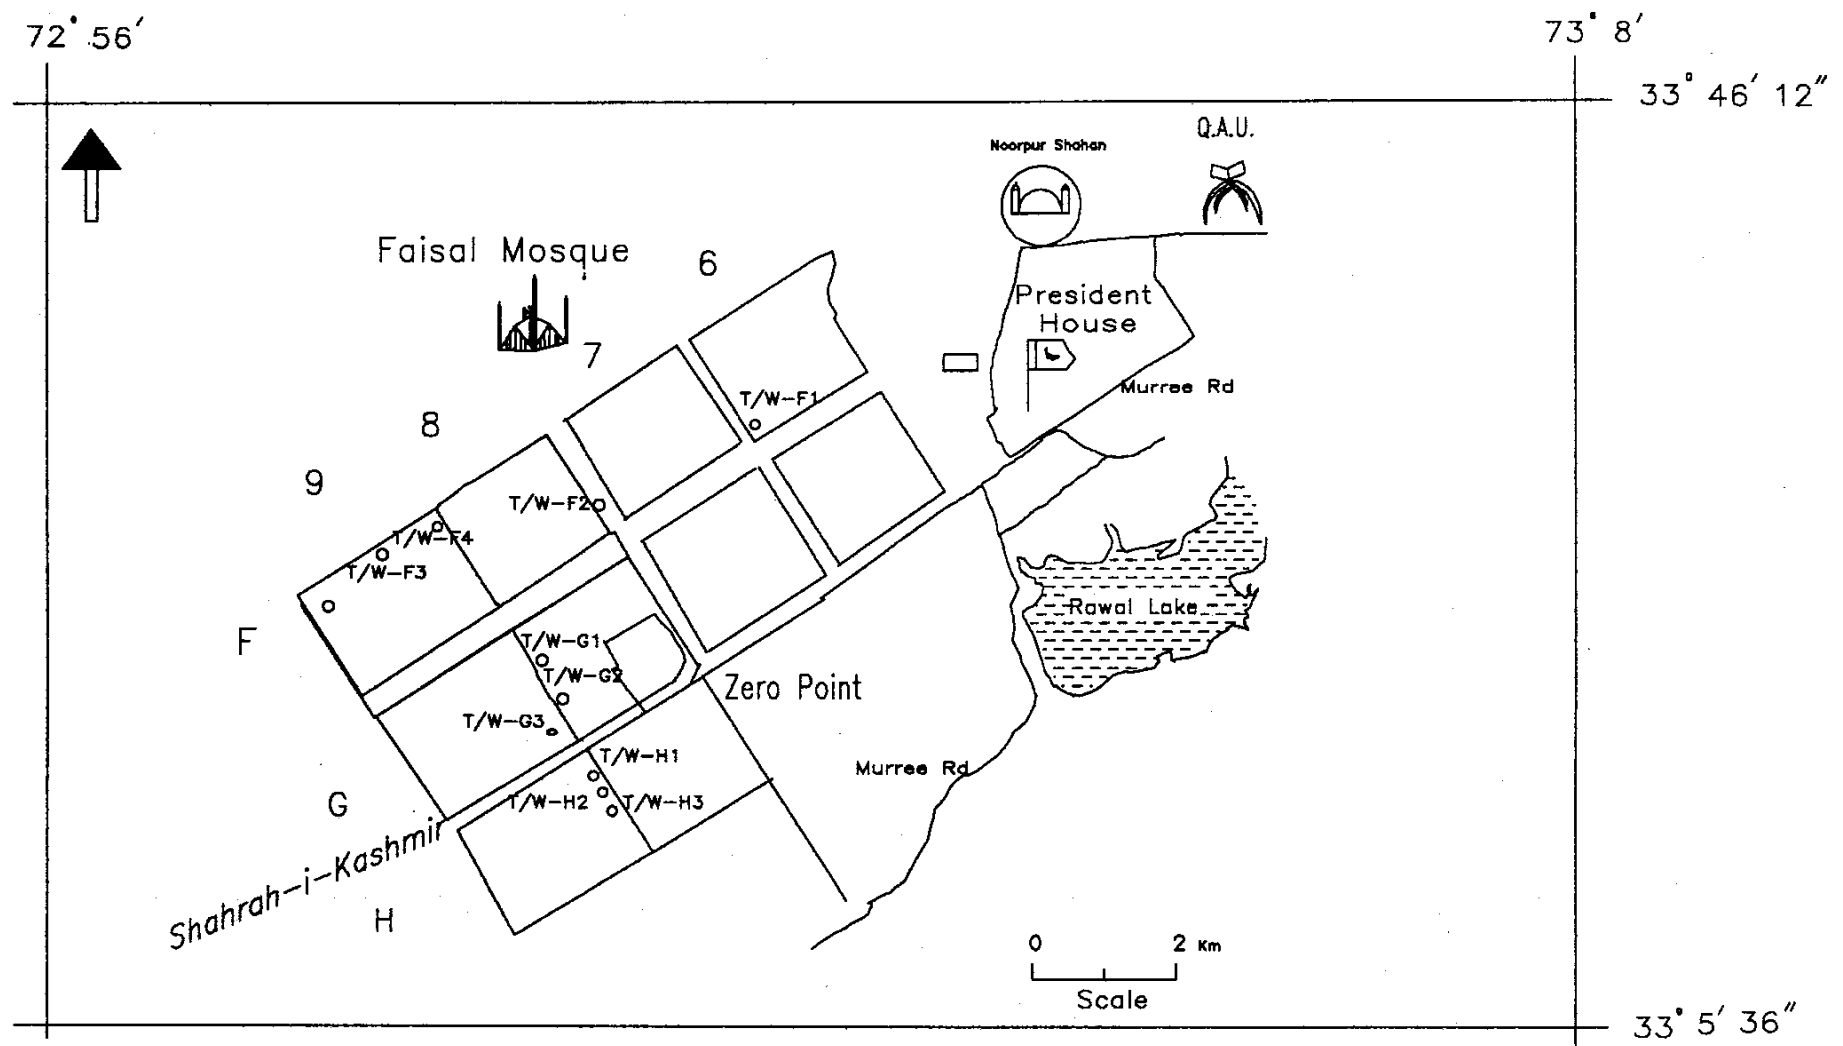 72° 56′
73° 8′
33° 46′ 12″
Q.A.U.
Noorpur Shahan
Faisal Mosque
6
President
House
7
Murree Rd
T/W-F1
8
9
T/W-F2
T/W-F4
T/W-F3
Rawal Lake
F
T/W-G1
T/W-G2
Zero Point
T/W-G3
T/W-H1
Murree Rd
T/W-H2
T/W-H3
G
Shahrah-i-Kashmir
H
0 2 Km
Scale
33° 5′ 36″